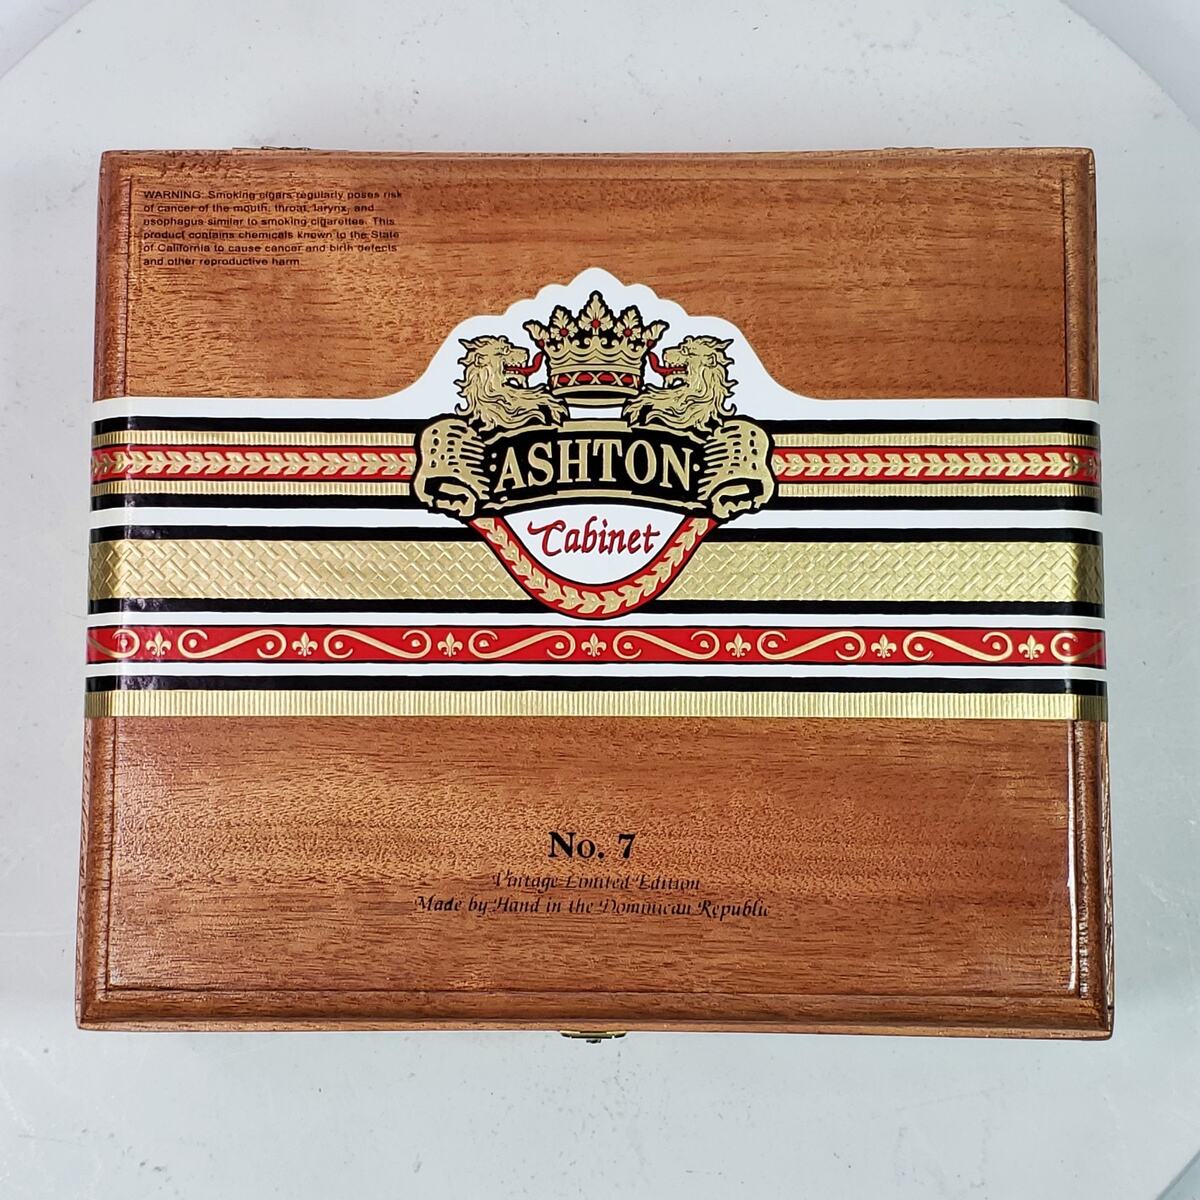 WARNING: Smoking cigars regularly poses risk
of cancer of the mouth, throat, larynx, and
esophagus similar to smoking cigarettes. This
product contains chemicals known to the State
of California to cause cancer and birth defects
and other reproductive harm
·ASHTON·
Cabinet
No. 7
Vintage Limited Edition
Made by Hand in the Dominican Republic